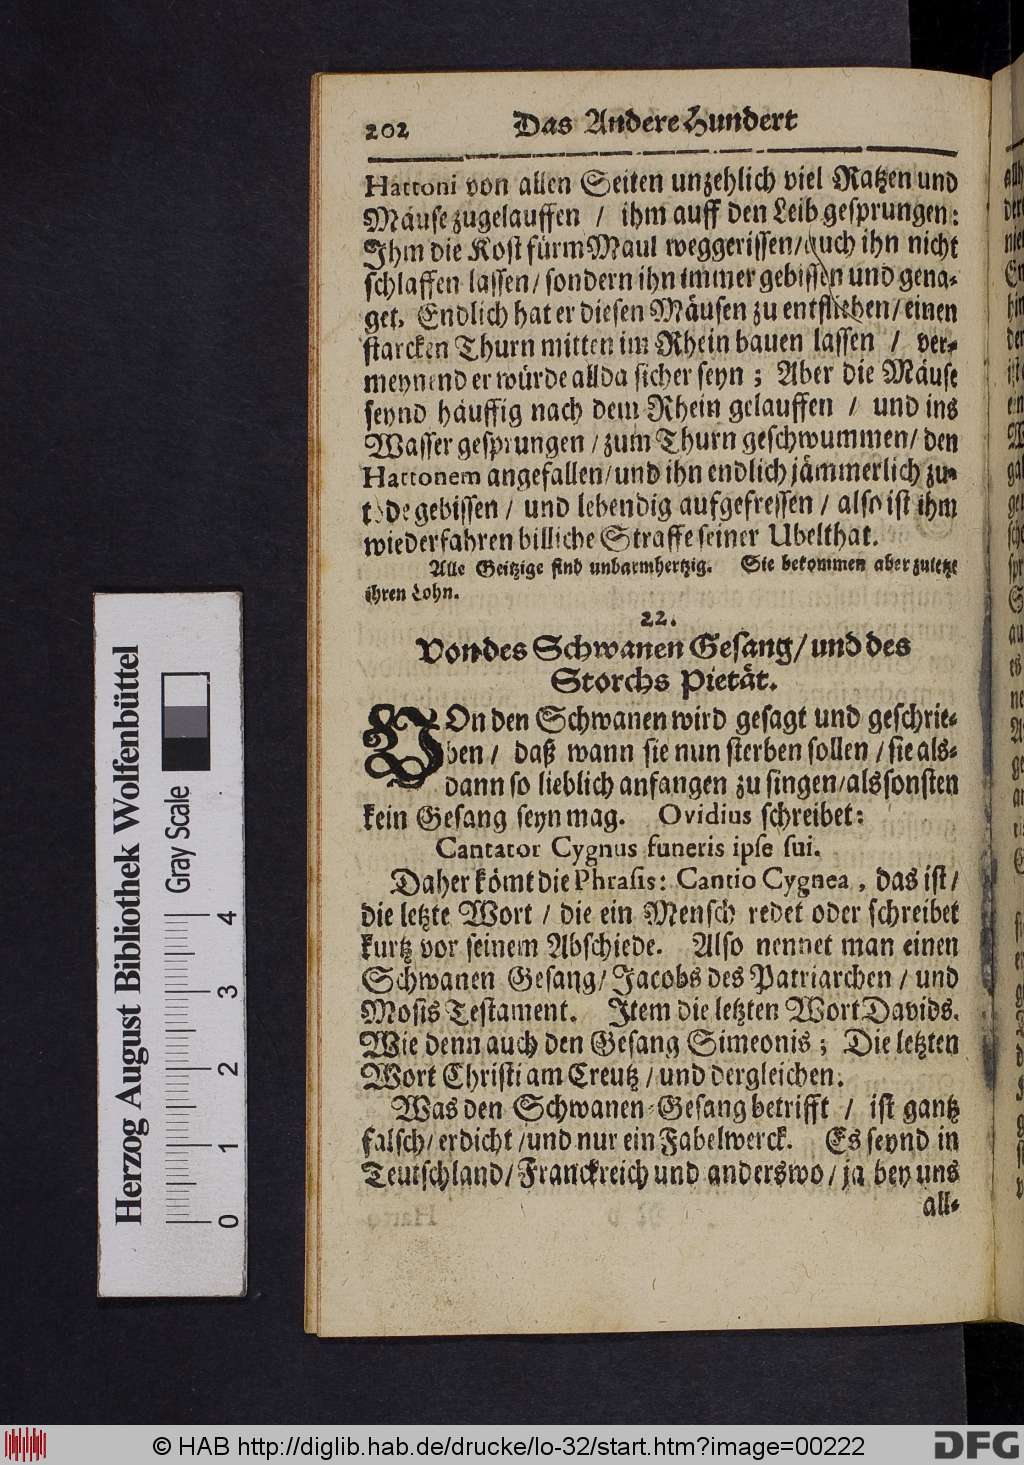 202 Das Andere Hundert
Hattoni von allen Seiten unzehlich viel Ratzen und
Mäuse zugelauffen / ihm auff den Leib gesprungen:
Ihm die Kost fürm Maul weggerissen/ auch ihn nicht
schlaffen lassen/ sondern ihn immer gebissen und gena-
get. Endlich hat er diesen Mäusen zu entfliehen/ einen
starcken Thurn mitten im Rhein bauen lassen / ver-
meynend er würde allda sicher seyn; Aber die Mäuse
seynd häuffig nach dem Rhein gelauffen / und ins
Wasser gesprungen / zum Thurn geschwummen/ den
Hattonem angefallen/ und ihn endlich jämmerlich zu-
tode gebissen / und lebendig aufgefressen / also ist ihm
wiederfahren billiche Straffe seiner Ubelthat.
Alle Geitzige sind unbarmhertzig. Sie bekommen aber zuletzt
ihren Lohn.
22.
Von des Schwanen Gesang/ und des
Storchs Pietät.
VOn den Schwanen wird gesagt und geschrie-
ben / daß wann sie nun sterben sollen / sie als-
dann so lieblich anfangen zu singen/ als sonsten
kein Gesang seyn mag. Ovidius schreibet:
Cantator Cygnus funeris ipse sui.
Daher kömt die Phrasis: Cantio Cygnea, das ist /
die letzte Wort / die ein Mensch redet oder schreibet
kurtz vor seinem Abschiede. Also nennet man einen
Schwanen Gesang/ Jacobs des Patriarchen / und
Mosis Testament. Item die letzten Wort Davids.
Wie denn auch den Gesang Simeonis; Die letzten
Wort Christi am Creutz / und dergleichen.
Was den Schwanen-Gesang betrifft / ist gantz
falsch/ erdicht / und nur ein Fabelwerck. Es seynd in
Teutschland/ Franckreich und anderswo / ja bey uns
all-
Herzog August Bibliothek Wolfenbüttel
Gray Scale
0 1 2 3 4
© HAB http://diglib.hab.de/drucke/lo-32/start.htm?image=00222
DFG